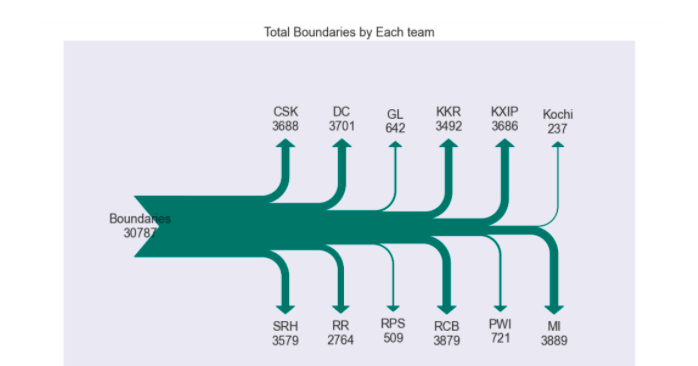 Total Boundaries by Each team
CSK
3688
DC
3701
GL
642
KKR
3492
KXIP
3686
Kochi
237
Boundaries
30787
SRH
3579
RR
2764
RPS
509
RCB
3879
PWI
721
MI
3889